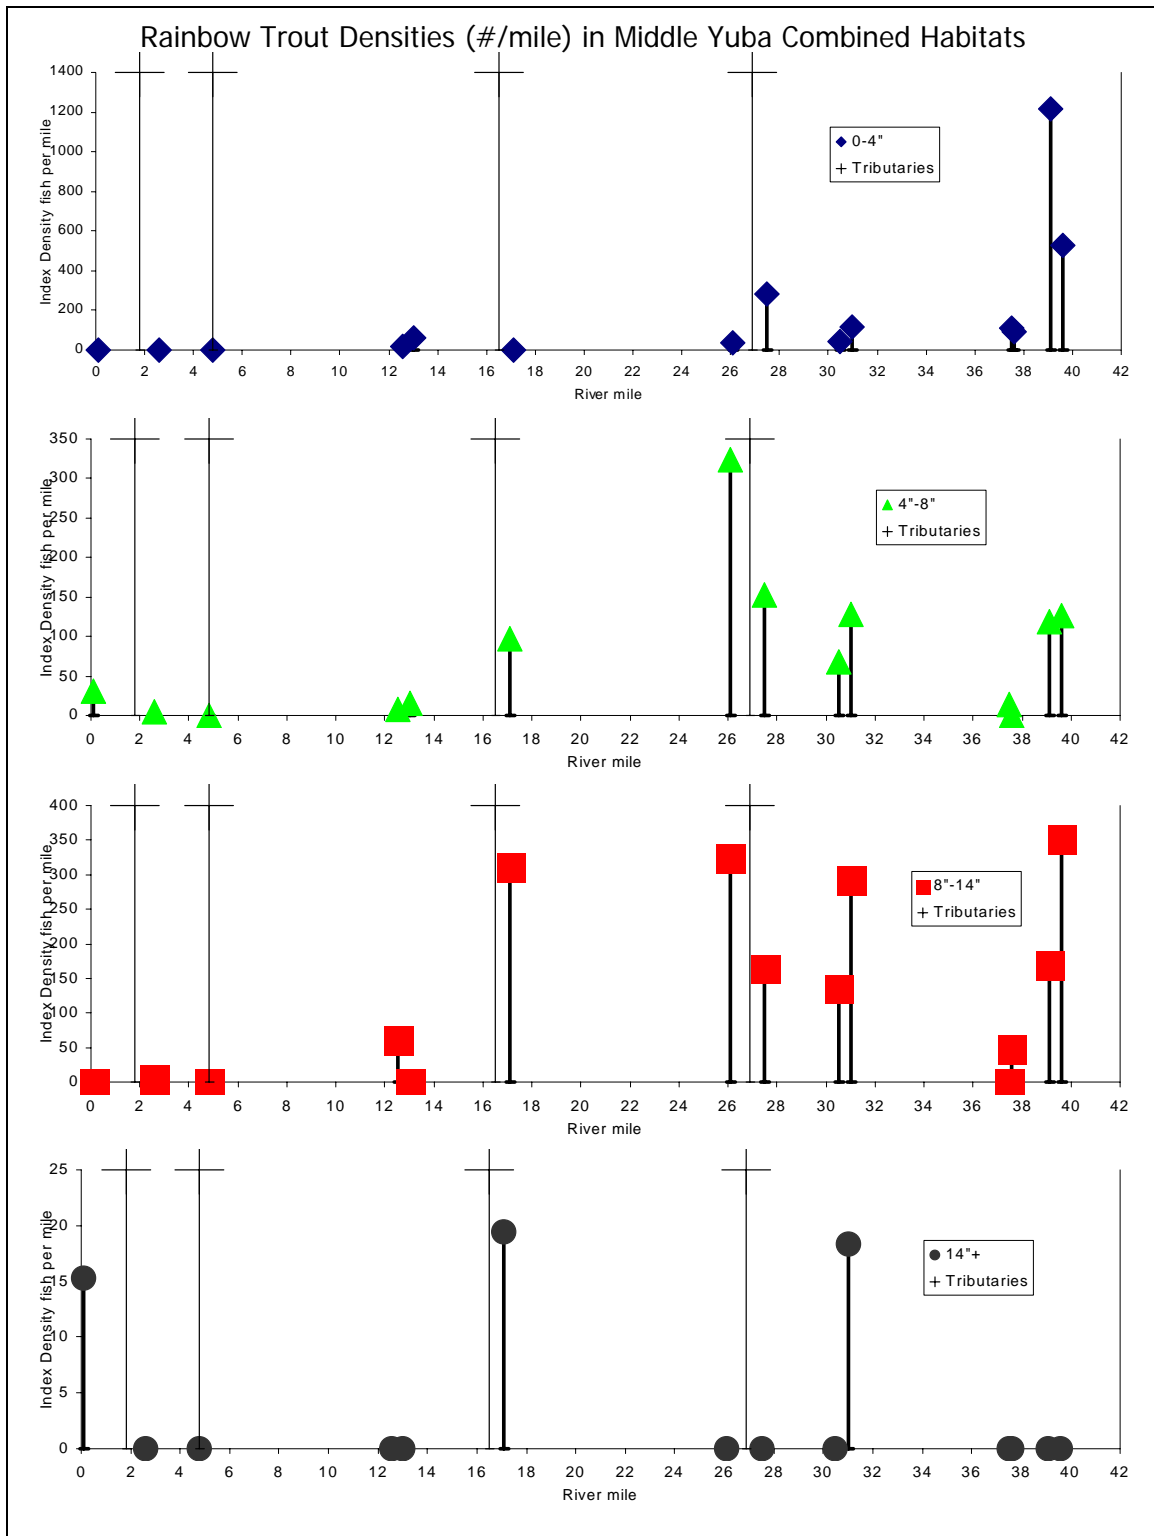 Rainbow Trout Densities (#/mile) in Middle Yuba Combined Habitats
Index Density fish per mile
1400
1200
1000
800
600
400
200
0
0-4"
Tributaries
0 2 4 6 8 10 12 14 16 18 20 22 24 26 28 30 32 34 36 38 40 42
River mile
Index Density fish per mile
350
300
250
200
150
100
50
0
4"-8"
Tributaries
0 2 4 6 8 10 12 14 16 18 20 22 24 26 28 30 32 34 36 38 40 42
River mile
Index Density fish per mile
400
350
300
250
200
150
100
50
0
8"-14"
Tributaries
0 2 4 6 8 10 12 14 16 18 20 22 24 26 28 30 32 34 36 38 40 42
River mile
Index Density fish per mile
25
20
15
10
5
0
14"+
Tributaries
0 2 4 6 8 10 12 14 16 18 20 22 24 26 28 30 32 34 36 38 40 42
River mile